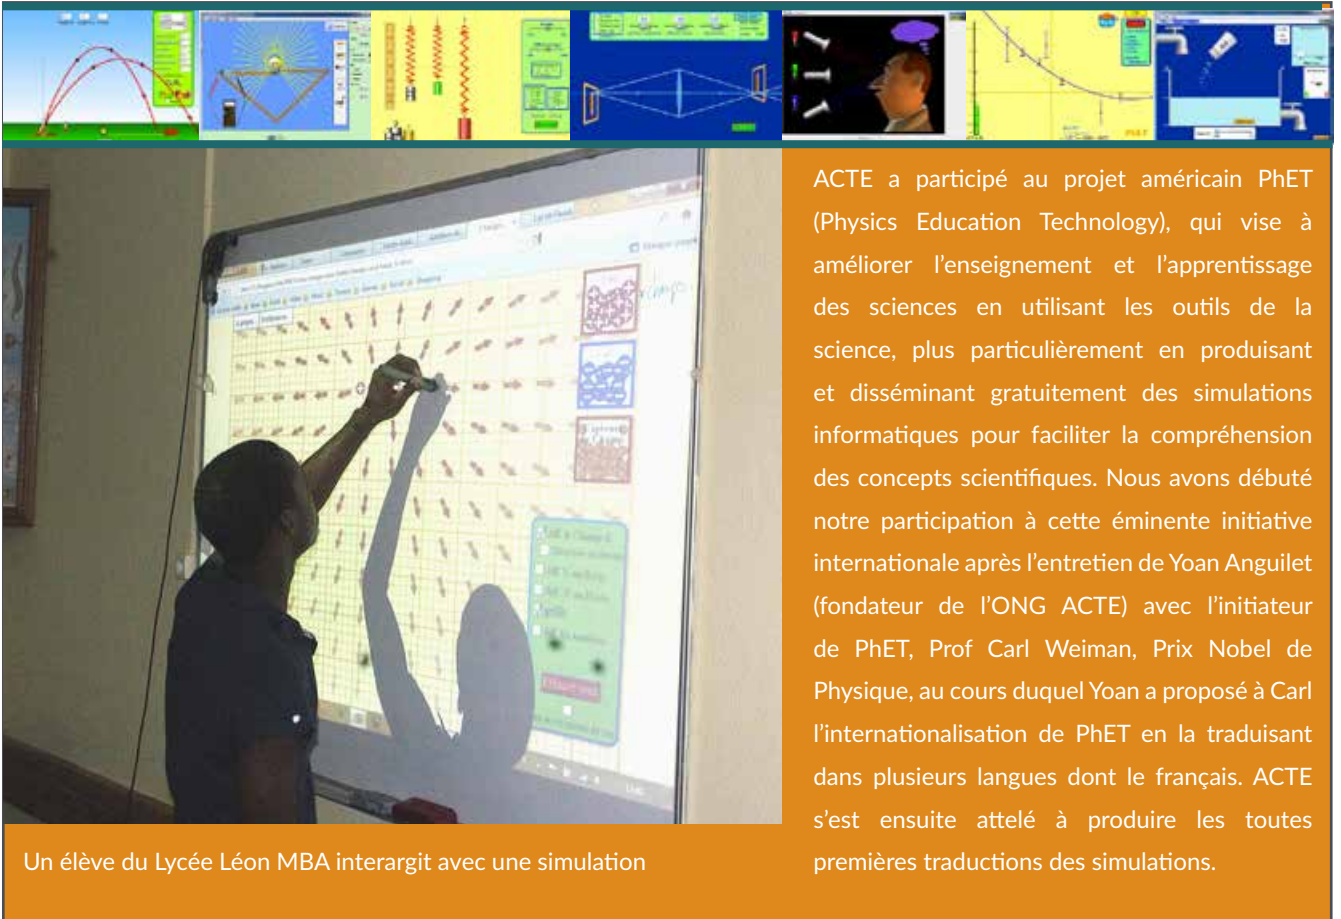 ACTE a participé au projet américain PhET
(Physics Education Technology), qui vise à
améliorer l'enseignement et l'apprentissage
des sciences en utilisant les outils de la
science, plus particulièrement en produisant
et disséminant gratuitement des simulations
informatiques pour faciliter la compréhension
des concepts scientifiques. Nous avons débuté
notre participation à cette éminente initiative
internationale après l'entretien de Yoan Anguilet
(fondateur de l'ONG ACTE) avec l'initiateur
de PhET, Prof Carl Weiman, Prix Nobel de
Physique, au cours duquel Yoan a proposé à Carl
l'internationalisation de PhET en la traduisant
dans plusieurs langues dont le français. ACTE
s'est ensuite attelé à produire les toutes
premières traductions des simulations.
Un élève du Lycée Léon MBA interargit avec une simulation